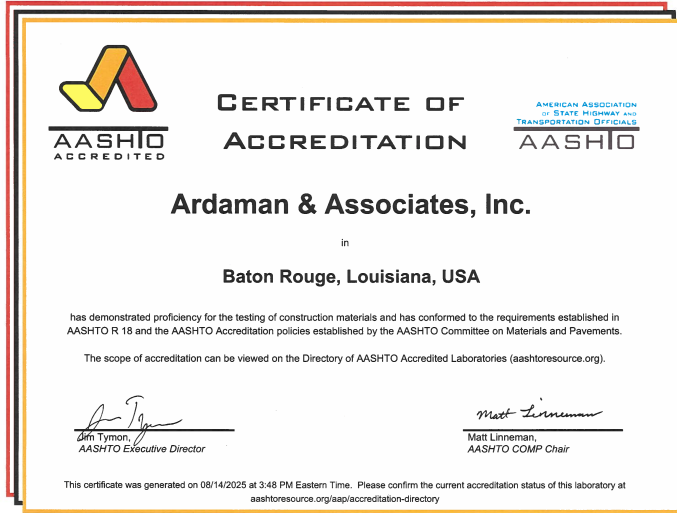 CERTIFICATE OF
ACCREDITATION
AASHTO
ACCREDITED
AMERICAN ASSOCIATION
OF STATE HIGHWAY AND
TRANSPORTATION OFFICIALS
AASHTO
Ardaman & Associates, Inc.
in
Baton Rouge, Louisiana, USA
has demonstrated proficiency for the testing of construction materials and has conformed to the requirements established in
AASHTO R 18 and the AASHTO Accreditation policies established by the AASHTO Committee on Materials and Pavements.
The scope of accreditation can be viewed on the Directory of AASHTO Accredited Laboratories (aashtoresource.org).
Jim Tymon
Jim Tymon,
AASHTO Executive Director
Matt Linneman
Matt Linneman,
AASHTO COMP Chair
This certificate was generated on 08/14/2025 at 3:48 PM Eastern Time. Please confirm the current accreditation status of this laboratory at
aashtoresource.org/aap/accreditation-directory